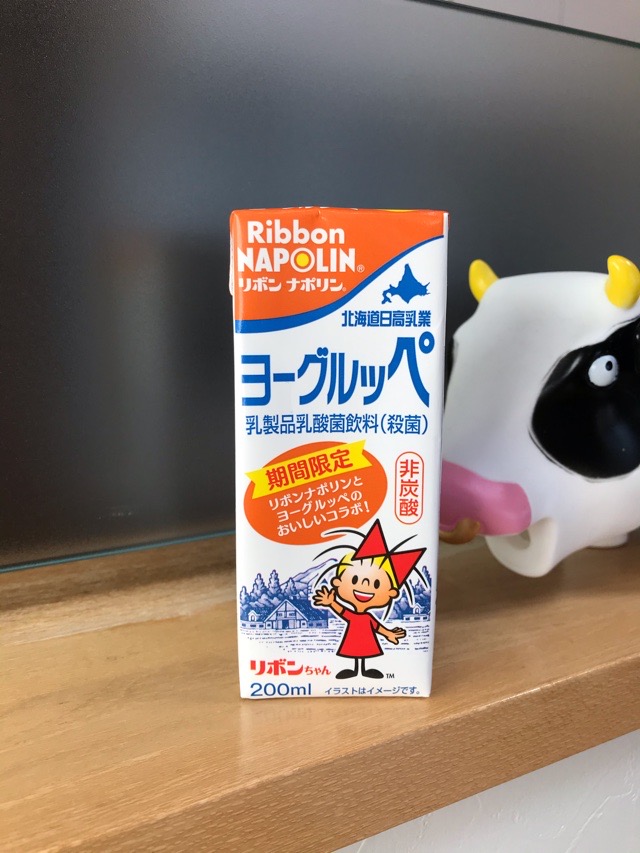 Ribbon
NAPOLIN®
リボン ナポリン®
北海道日高乳業
ヨーグルッペ
乳製品乳酸菌飲料(殺菌)
期間限定
リボンナポリンと
ヨーグルッペの
おいしいコラボ!
非炭酸
リボンちゃん
TM
200ml
イラストはイメージです。